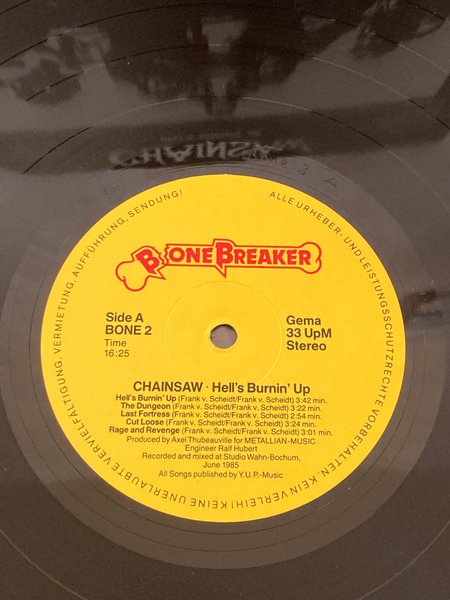 ALLE URHEBER- UND LEISTUNGSSCHUTZRECHTE VORBEHALTEN. KEIN VERLEIH! KEINE UNERLAUBTE VERVIELFÄLTIGUNG, VERMIETUNG, AUFFÜHRUNG, SENDUNG!
BONEBREAKER
Side A
BONE 2
Time
16:25
Gema
33 UpM
Stereo
CHAINSAW · Hell's Burnin' Up
Hell's Burnin' Up (Frank v. Scheidt/Frank v. Scheidt) 3:42 min.
The Dungeon (Frank v. Scheidt/Frank v. Scheidt) 3:22 min.
Last Fortress (Frank v. Scheidt/Frank v. Scheidt) 2:54 min.
Cut Loose (Frank v. Scheidt/Frank v. Scheidt) 3:24 min.
Rage and Revenge (Frank v. Scheidt/Frank v. Scheidt) 3:01 min.
Produced by Axel Thubeauville for METALLIAN-MUSIC
Engineer Ralf Hubert
Recorded and mixed at Studio Wahn-Bochum,
June 1985
All Songs published by Y.U.P.-Music